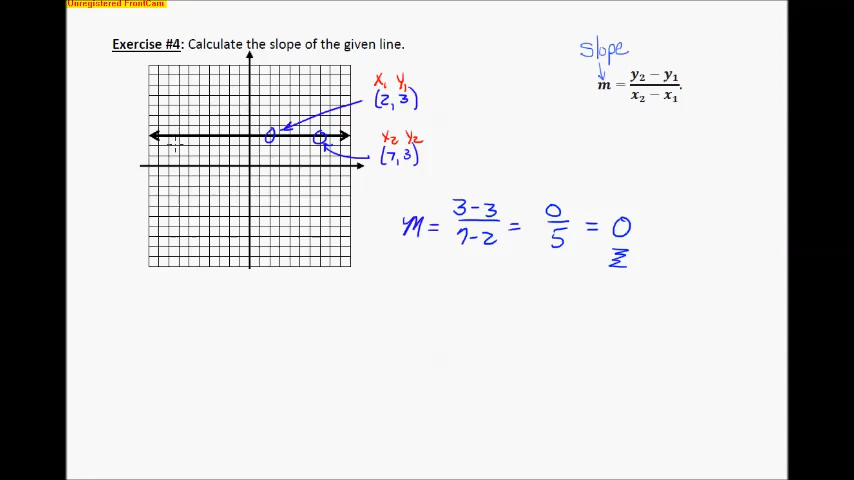 Unregistered FrontCam
Exercise #4: Calculate the slope of the given line.
slope
m = y₂ − y₁ / x₂ − x₁.
x₁ y₁
(2, 3)
x₂ y₂
(7, 3)
m = 3-3 / 7-2 = 0 / 5 = 0